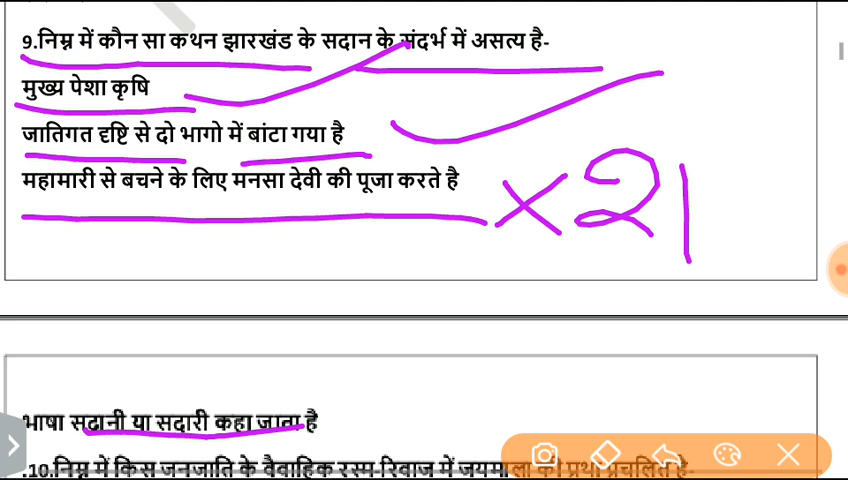 9.निम्न में कौन सा कथन झारखंड के सदान के संदर्भ में असत्य है-
मुख्य पेशा कृषि
जातिगत दृष्टि से दो भागो में बांटा गया है
महामारी से बचने के लिए मनसा देवी की पूजा करते है
× 21
भाषा सदानी या सदारी कहा जाता है
.10.निम्न में किस जनजाति के वैवाहिक रस्म-रिवाज में जयमाला की प्रथा प्रचलित है-